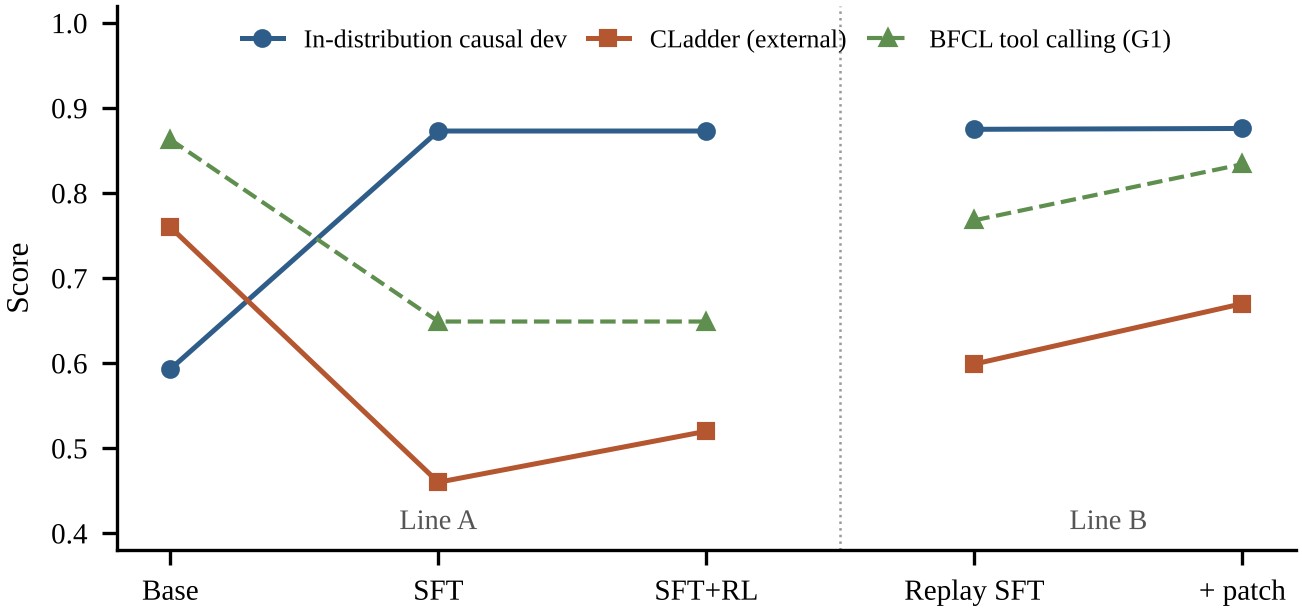 1.0
In-distribution causal dev CLadder (external) BFCL tool calling (G1)
0.9
0.8
0.7
0.6
0.5
0.4
Score
Line A
Line B
Base SFT SFT+RL Replay SFT + patch